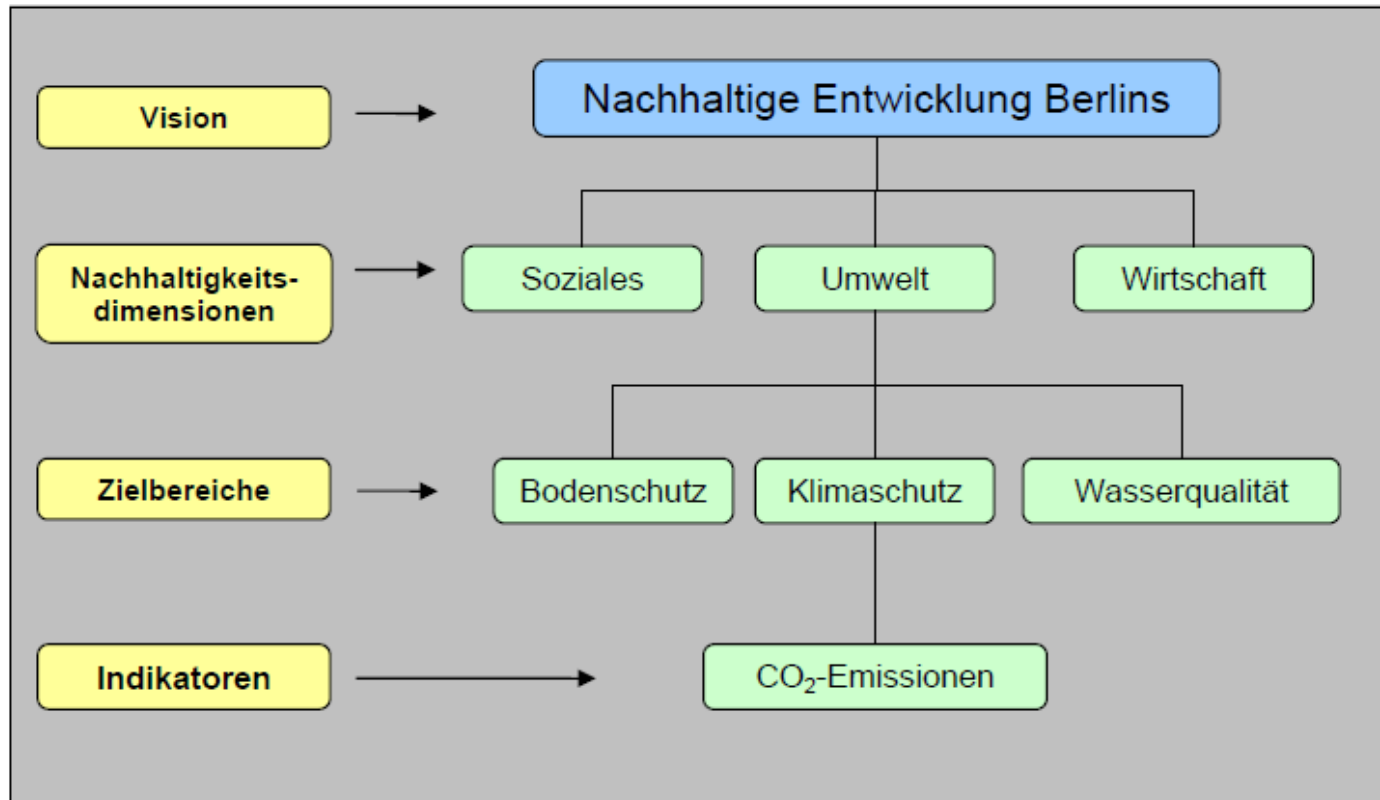 Vision
Nachhaltige Entwicklung Berlins
Nachhaltigkeits-
dimensionen
Soziales
Umwelt
Wirtschaft
Zielbereiche
Bodenschutz
Klimaschutz
Wasserqualität
Indikatoren
CO₂-Emissionen